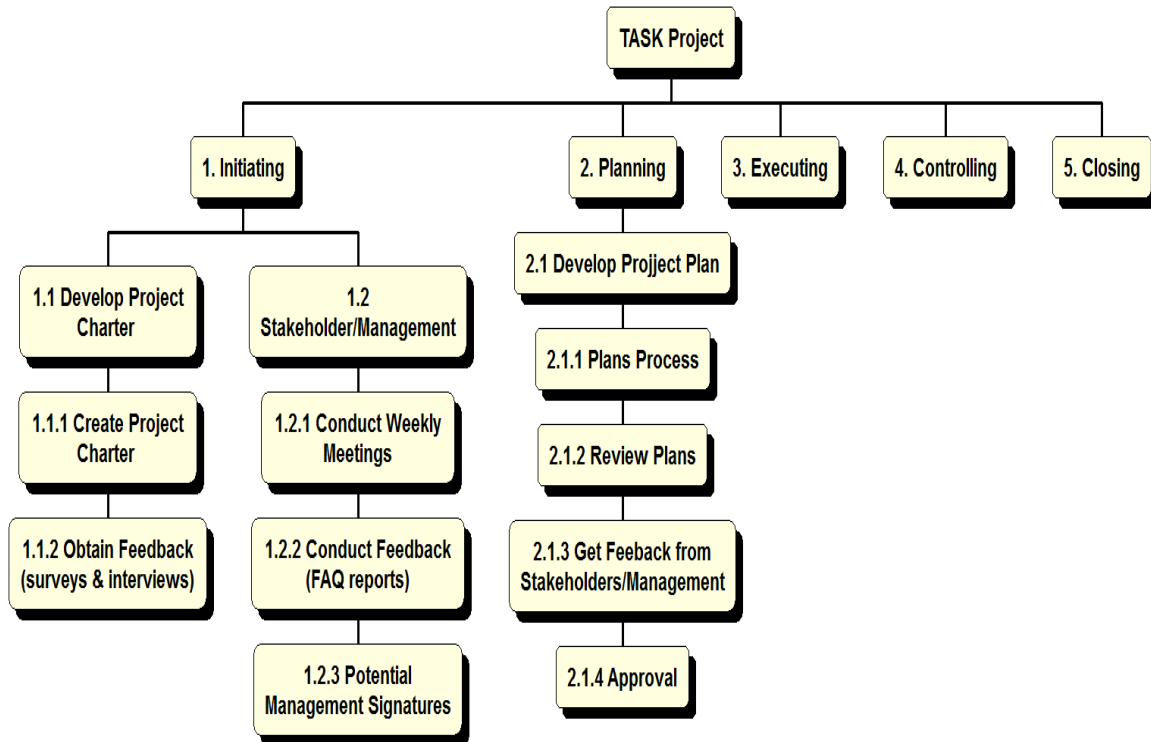 TASK Project
1. Initiating
2. Planning
3. Executing
4. Controlling
5. Closing
1.1 Develop Project
Charter
1.1.1 Create Project
Charter
1.1.2 Obtain Feedback
(surveys & interviews)
1.2
Stakeholder/Management
1.2.1 Conduct Weekly
Meetings
1.2.2 Conduct Feedback
(FAQ reports)
1.2.3 Potential
Management Signatures
2.1 Develop Projject Plan
2.1.1 Plans Process
2.1.2 Review Plans
2.1.3 Get Feeback from
Stakeholders/Management
2.1.4 Approval